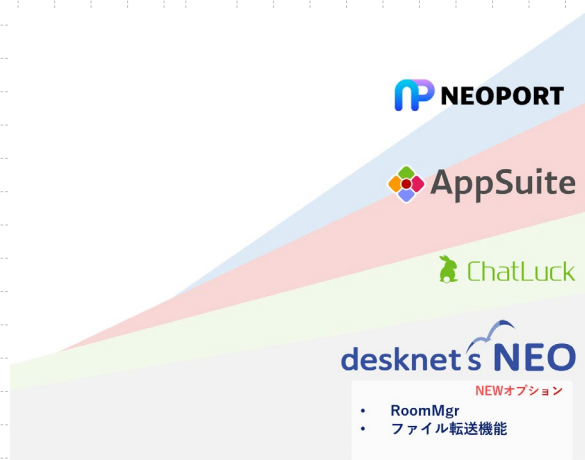 NEOPORT
AppSuite
ChatLuck
desknet's NEO
NEWオプション
• RoomMgr
• ファイル転送機能